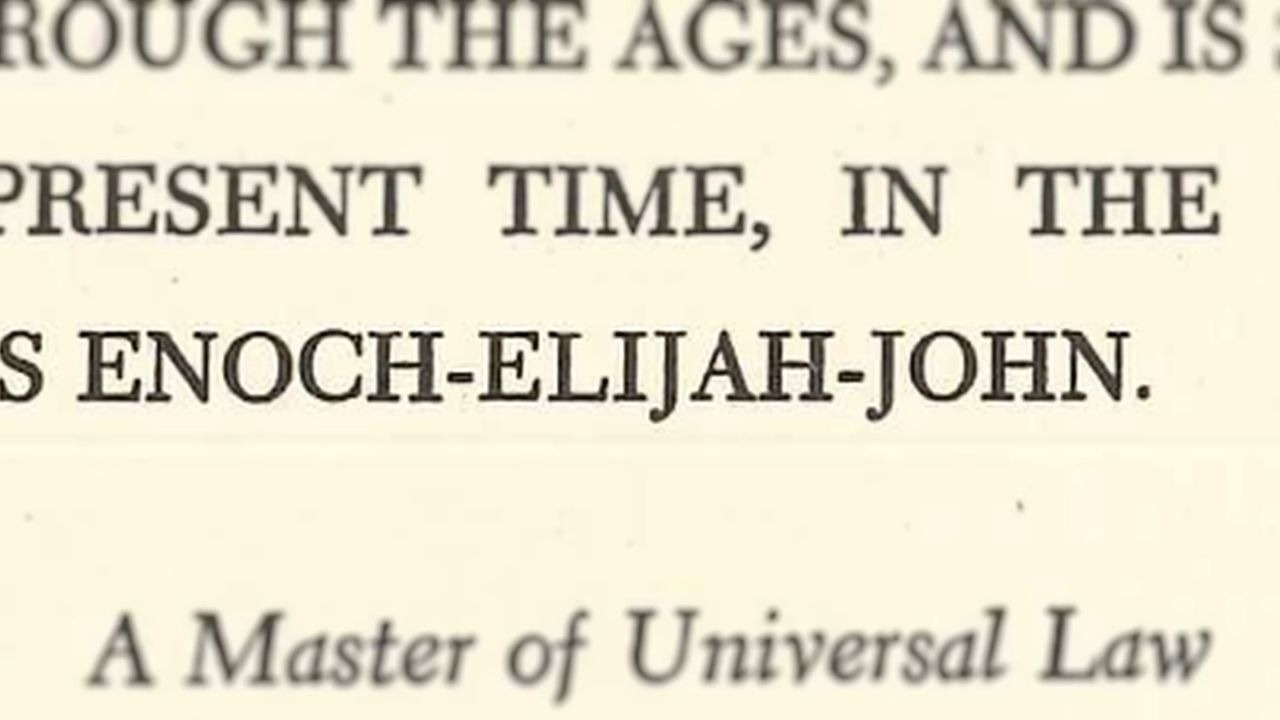 ROUGH THE AGES, AND IS
PRESENT TIME, IN THE
S ENOCH-ELIJAH-JOHN.
A Master of Universal Law